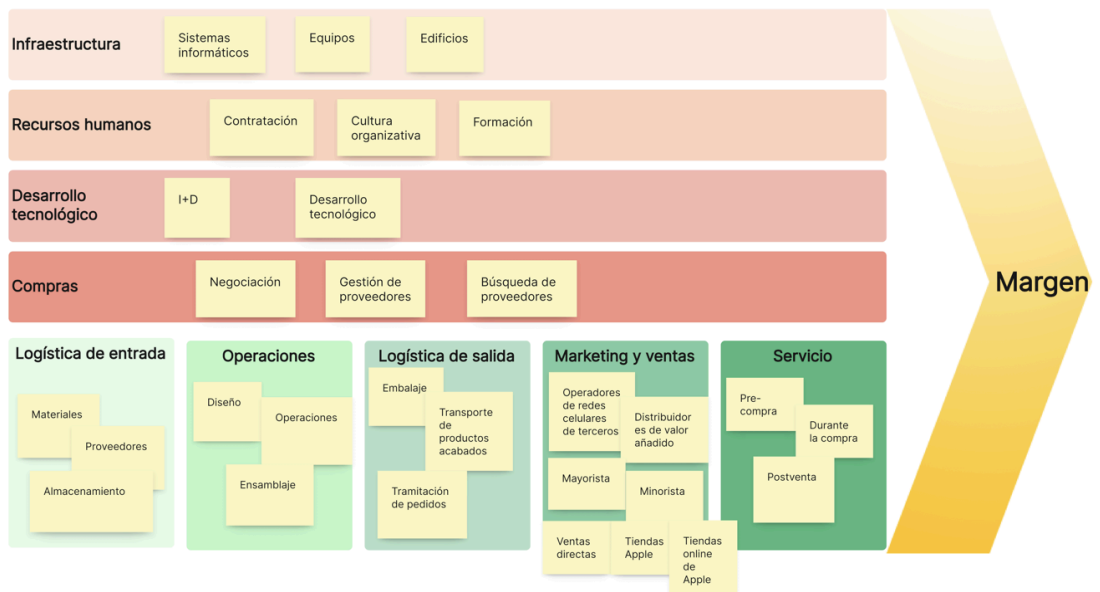 Infraestructura
Sistemas
informáticos
Equipos
Edificios
Recursos humanos
Contratación
Cultura
organizativa
Formación
Desarrollo
tecnológico
I+D
Desarrollo
tecnológico
Compras
Negociación
Gestión de
proveedores
Búsqueda de
proveedores
Margen
Logística de entrada
Materiales
Proveedores
Almacenamiento
Operaciones
Diseño
Operaciones
Ensamblaje
Logística de salida
Embalaje
Transporte
de
productos
acabados
Tramitación
de pedidos
Marketing y ventas
Operadores
de redes
celulares
de terceros
Distribuidor
es de valor
añadido
Mayorista
Minorista
Ventas
directas
Tiendas
Apple
Tiendas
online
de
Apple
Servicio
Pre-
compra
Durante
la compra
Postventa